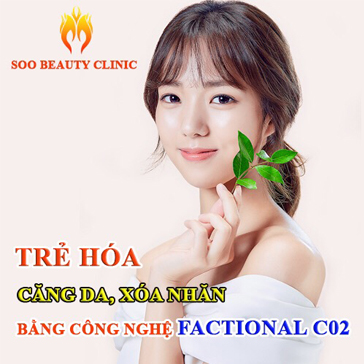 SOO BEAUTY CLINIC
TRẺ HÓA
CĂNG DA, XÓA NHĂN
BẰNG CÔNG NGHỆ FACTIONAL C02